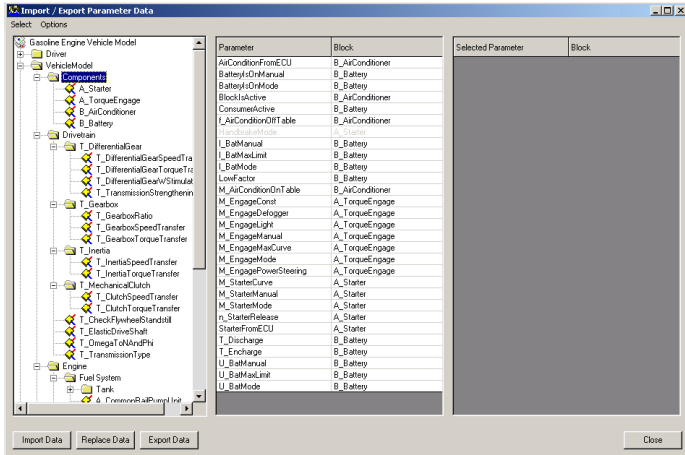 Import / Export Parameter Data
Select Options
Gasoline Engine Vehicle Model
Driver
VehicleModel
Components
A_Starter
A_TorqueEngage
B_AirConditioner
B_Battery
Drivetrain
T_DifferentialGear
T_DifferentialGearSpeedTra
T_DifferentialGearTorqueTra
T_DifferentialGearWStimulat
T_TransmissionStrengthenin
T_Gearbox
T_GearboxRatio
T_GearboxSpeedTransfer
T_GearboxTorqueTransfer
T_Inertia
T_InertiaSpeedTransfer
T_InertiaTorqueTransfer
T_MechanicalClutch
T_ClutchSpeedTransfer
T_ClutchTorqueTransfer
T_CheckFlywheelStandstill
T_ElasticDriveShaft
T_OmegaToNAndPhi
T_TransmissionType
Engine
Fuel System
Tank
A_CommonRailPumpUnit
Parameter Block
AirConditionFromECU B_AirConditioner
BatteryIsOnManual B_Battery
BatteryIsOnMode B_Battery
BlockIsActive B_AirConditioner
ConsumerActive B_Battery
f_AirConditionOffTable B_AirConditioner
HandbrakeMode A_Starter
I_BatManual B_Battery
I_BatMaxLimit B_Battery
I_BatMode B_Battery
LowFactor B_Battery
M_AirConditionOnTable B_AirConditioner
M_EngageConst A_TorqueEngage
M_EngageDefogger A_TorqueEngage
M_EngageLight A_TorqueEngage
M_EngageManual A_TorqueEngage
M_EngageMaxCurve A_TorqueEngage
M_EngageMode A_TorqueEngage
M_EngagePowerSteering A_TorqueEngage
M_StarterCurve A_Starter
M_StarterManual A_Starter
M_StarterMode A_Starter
n_StarterRelease A_Starter
StarterFromECU A_Starter
T_Discharge B_Battery
T_Encharge B_Battery
U_BatManual B_Battery
U_BatMaxLimit B_Battery
U_BatMode B_Battery
Selected Parameter Block
Import Data Replace Data Export Data Close